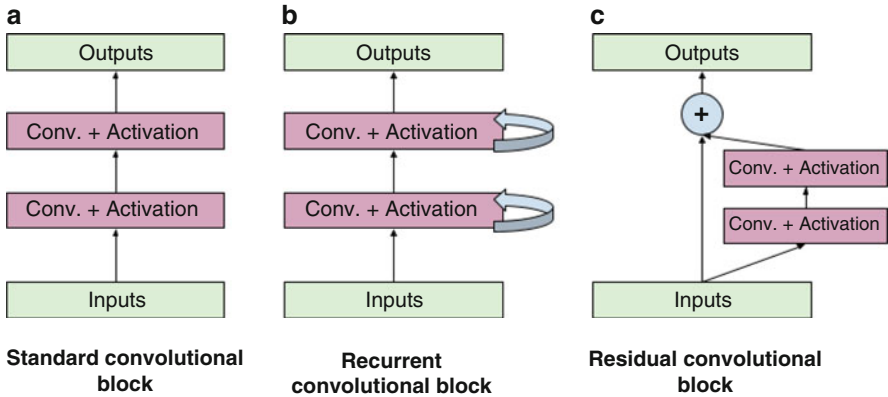 a
Outputs
Conv. + Activation
Conv. + Activation
Inputs
Standard convolutional
block
b
Outputs
Conv. + Activation
Conv. + Activation
Inputs
Recurrent
convolutional block
c
Outputs
+
Conv. + Activation
Conv. + Activation
Inputs
Residual convolutional
block